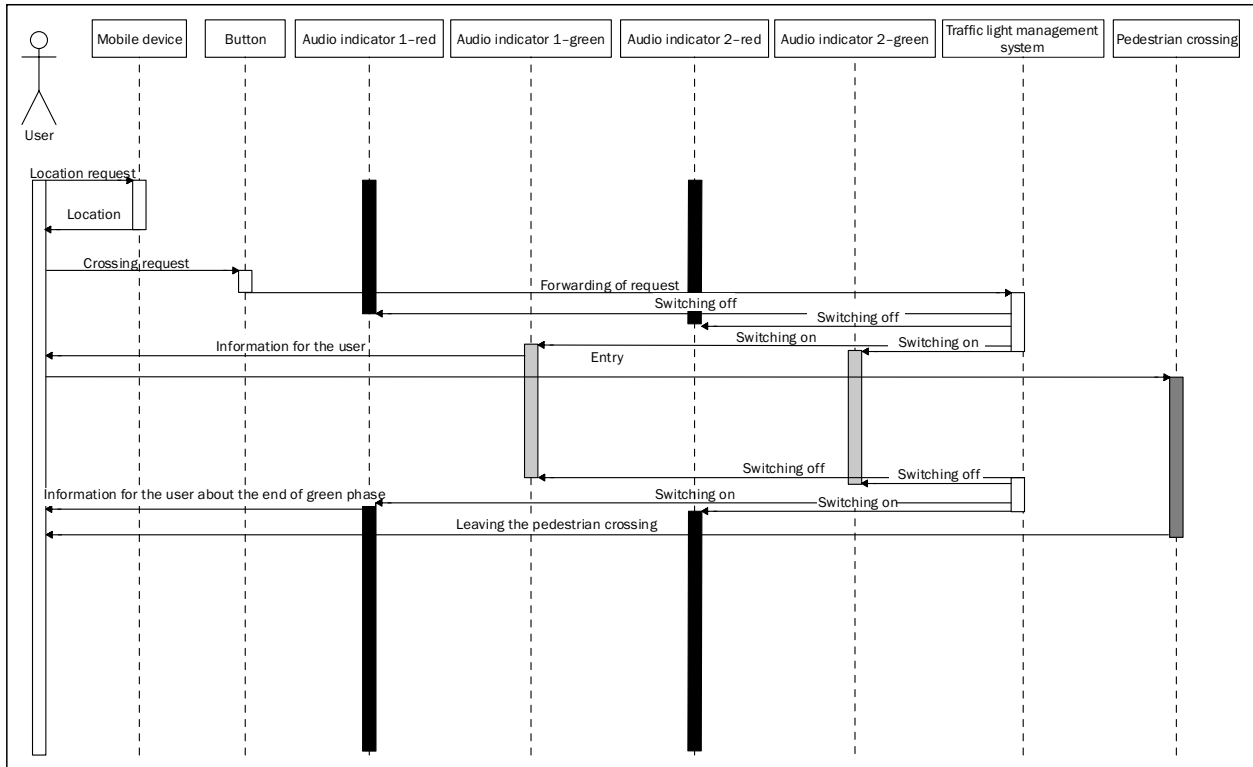 Mobile device
Button
Audio indicator 1–red
Audio indicator 1–green
Audio indicator 2–red
Audio indicator 2–green
Traffic light management
system
Pedestrian crossing
User
Location request
Location
Crossing request
Forwarding of request
Switching off
Switching off
Switching on
Switching on
Information for the user
Entry
Switching off
Switching off
Information for the user about the end of green phase
Switching on
Switching on
Leaving the pedestrian crossing